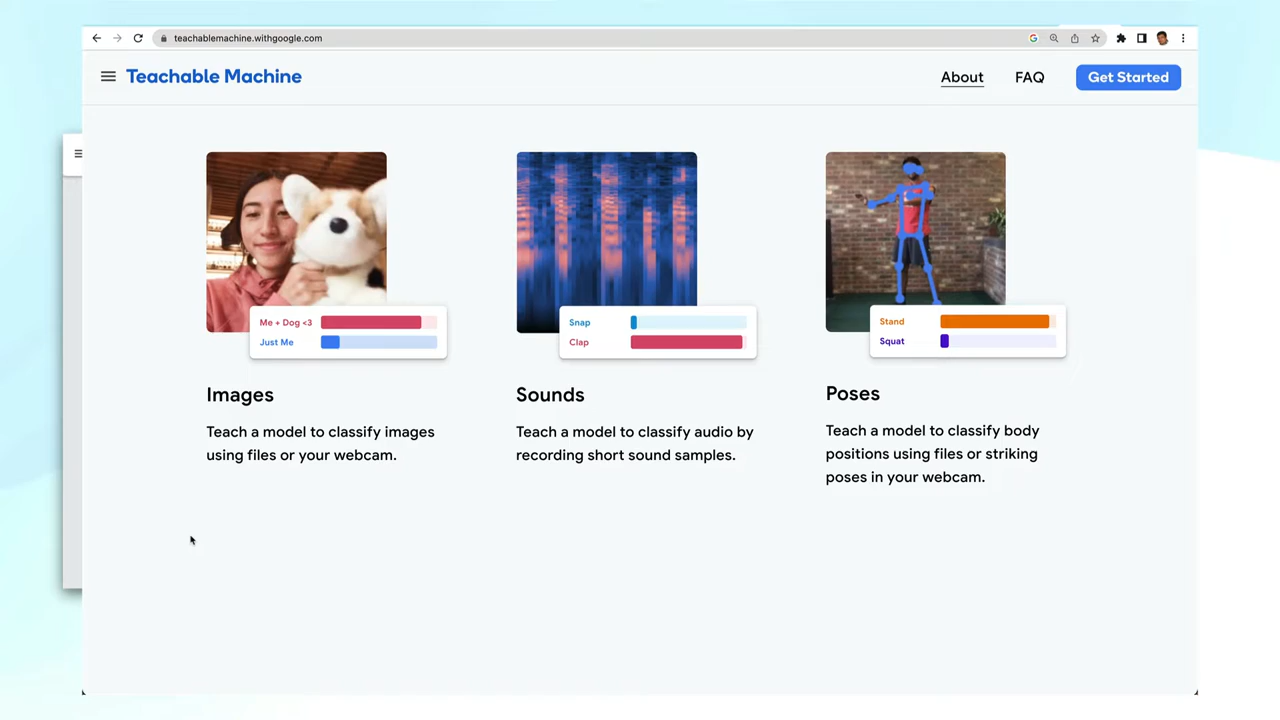 teachablemachine.withgoogle.com
Teachable Machine
About
FAQ
Get Started
Me + Dog <3
Just Me
Snap
Clap
Stand
Squat
Images
Teach a model to classify images
using files or your webcam.
Sounds
Teach a model to classify audio by
recording short sound samples.
Poses
Teach a model to classify body
positions using files or striking
poses in your webcam.